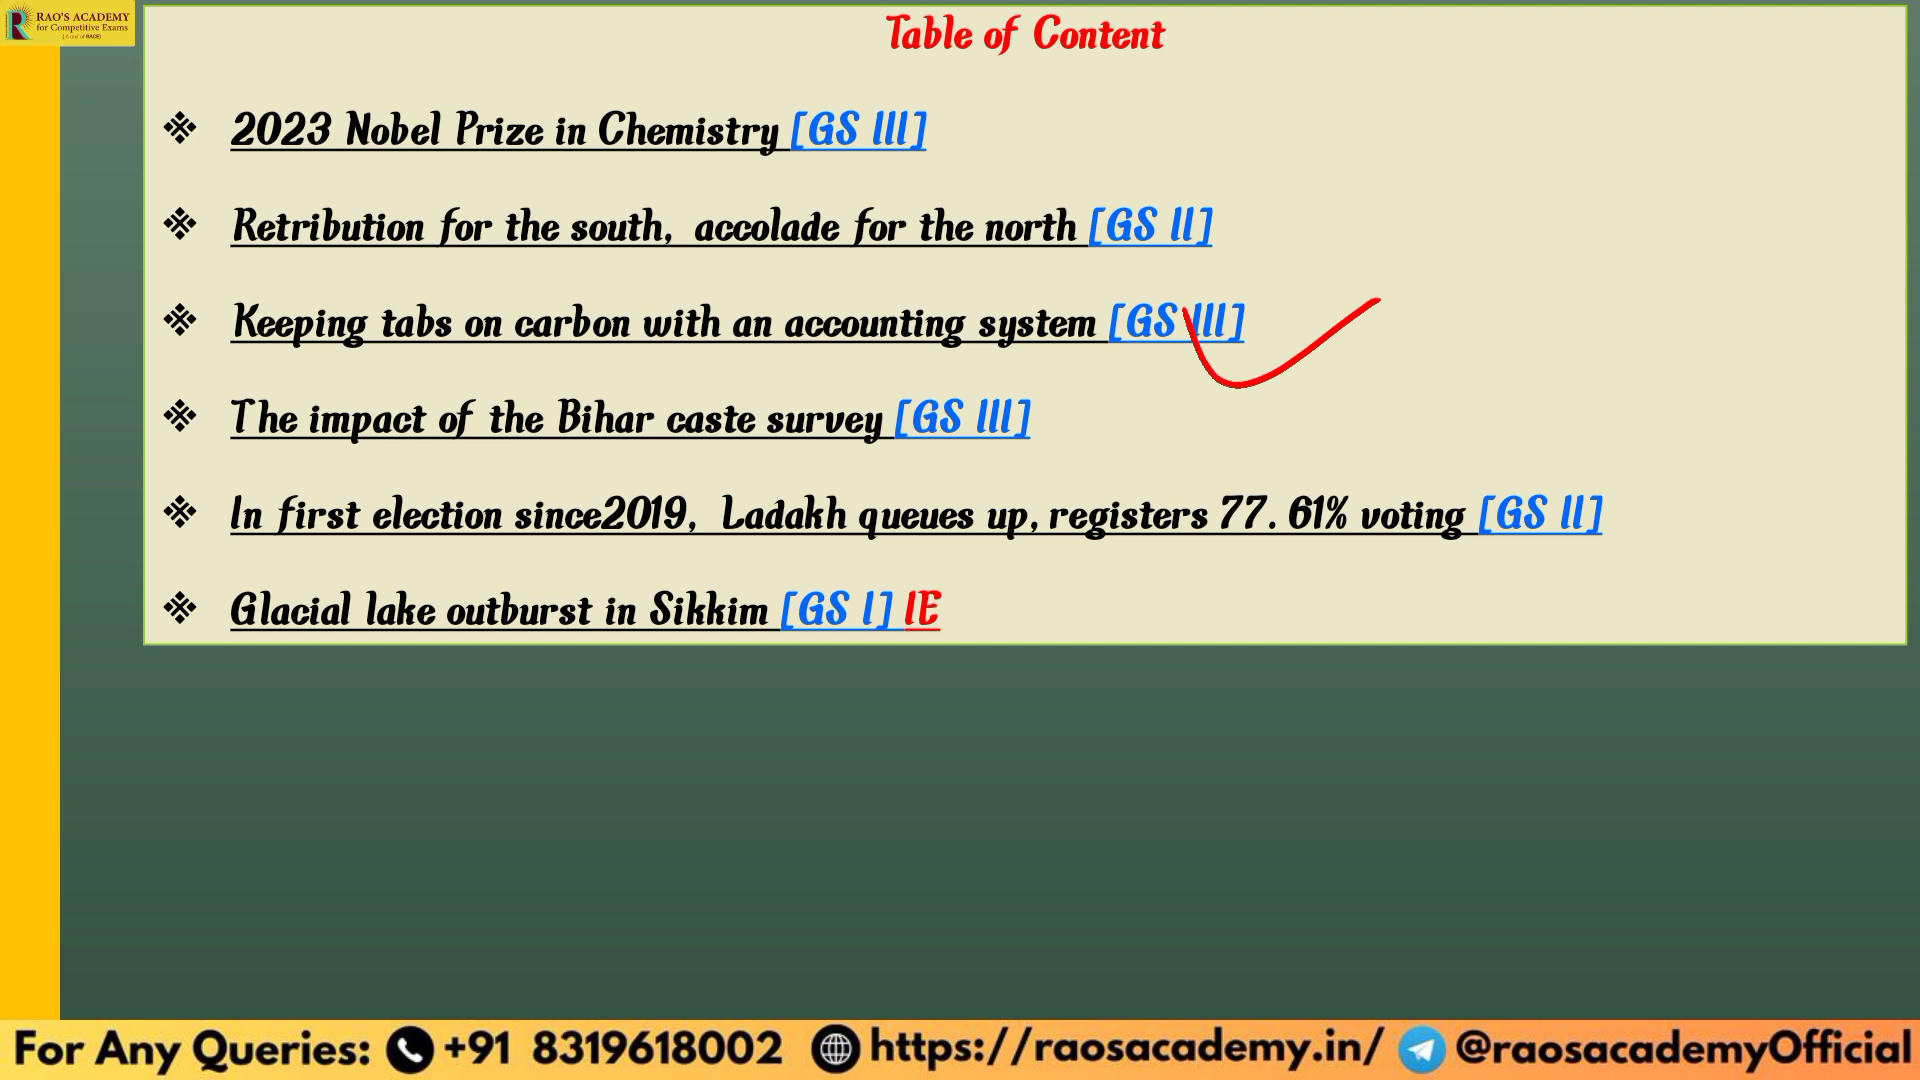 RAO'S ACADEMY
for Competitive Exams
(A unit of RACE)
Table of Content
❖ 2023 Nobel Prize in Chemistry [GS III]
❖ Retribution for the south, accolade for the north [GS II]
❖ Keeping tabs on carbon with an accounting system [GS III]
❖ The impact of the Bihar caste survey [GS III]
❖ In first election since2019, Ladakh queues up, registers 77.61% voting [GS II]
❖ Glacial lake outburst in Sikkim [GS I] IE
For Any Queries: +91 8319618002 https://raosacademy.in/ @raosacademyOfficial